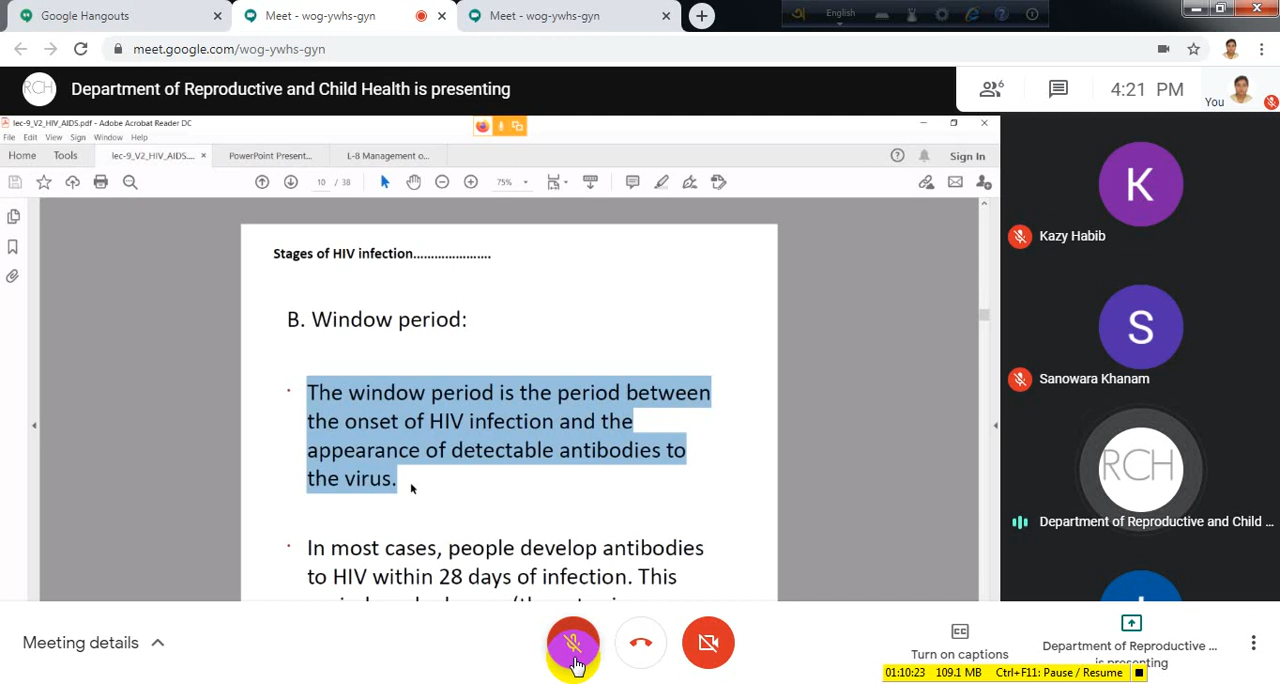 Google Hangouts
Meet - wog-ywhs-gyn
Meet - wog-ywhs-gyn
English
meet.google.com/wog-ywhs-gyn
RCH
Department of Reproductive and Child Health is presenting
6
4:21 PM
You
lec-9_V2_HIV_AIDS.pdf - Adobe Acrobat Reader DC
File Edit View Sign Window Help
Home Tools lec-9_V2_HIV_AIDS.... PowerPoint Present... L-8 Management o... Sign In
10 / 38 75%
Stages of HIV infection.....................
B. Window period:
The window period is the period between
the onset of HIV infection and the
appearance of detectable antibodies to
the virus.
In most cases, people develop antibodies
to HIV within 28 days of infection. This
K
Kazy Habib
S
Sanowara Khanam
RCH
Department of Reproductive and Child ...
Meeting details
CC
Turn on captions
Department of Reproductive ...
is presenting
01:10:23 109.1 MB Ctrl+F11: Pause / Resume